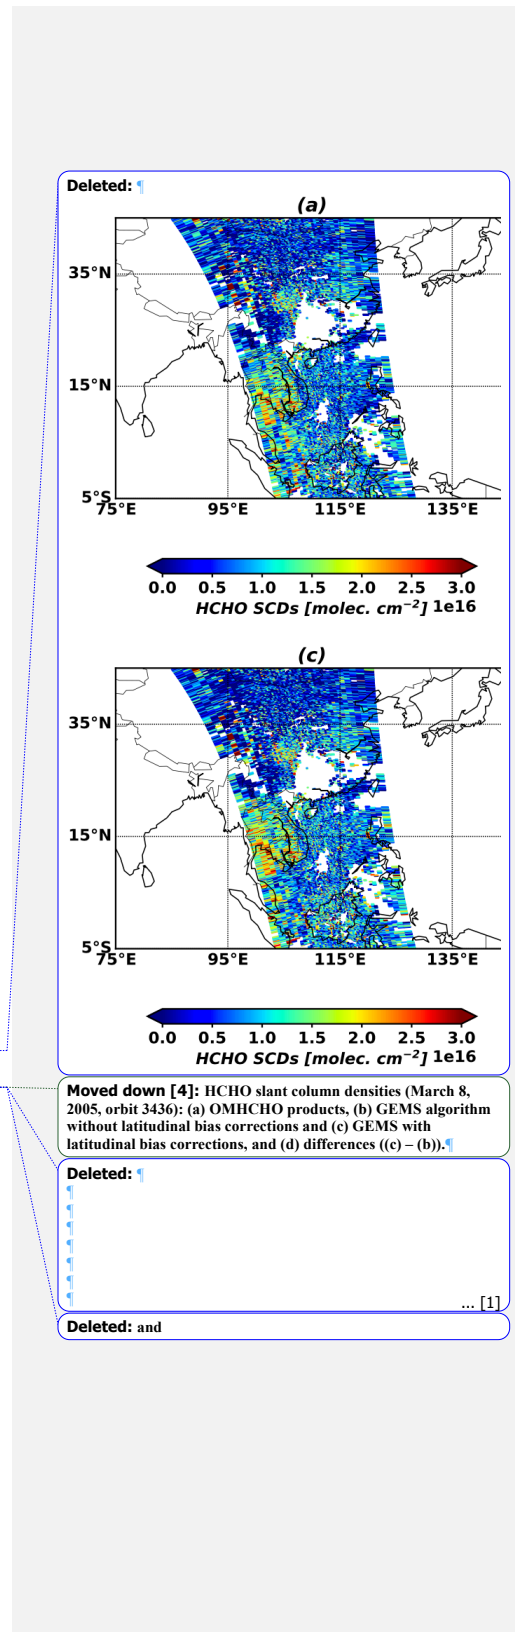 Deleted: ¶
(a)
35°N
15°N
5°S
75°E 95°E 115°E 135°E
0.0 0.5 1.0 1.5 2.0 2.5 3.0
HCHO SCDs [molec. cm⁻²] 1e16
(c)
35°N
15°N
5°S
75°E 95°E 115°E 135°E
0.0 0.5 1.0 1.5 2.0 2.5 3.0
HCHO SCDs [molec. cm⁻²] 1e16
Moved down [4]: HCHO slant column densities (March 8,
2005, orbit 3436): (a) OMHCHO products, (b) GEMS algorithm
without latitudinal bias corrections and (c) GEMS with
latitudinal bias corrections, and (d) differences ((c) – (b)).¶
Deleted: ¶
¶
¶
¶
¶
¶
¶
¶
... [1]
Deleted: and